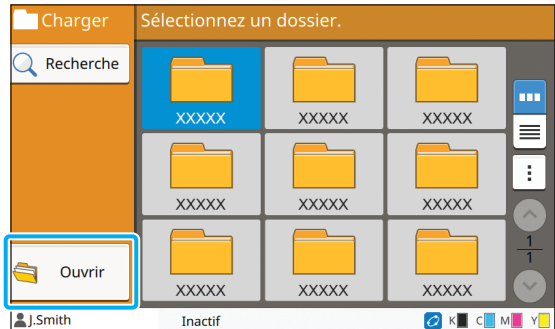 Charger
Sélectionnez un dossier.
Recherche
XXXXX XXXXX XXXXX
XXXXX XXXXX XXXXX
1
1
Ouvrir
XXXXX XXXXX XXXXX
J.Smith
Inactif
K C M Y